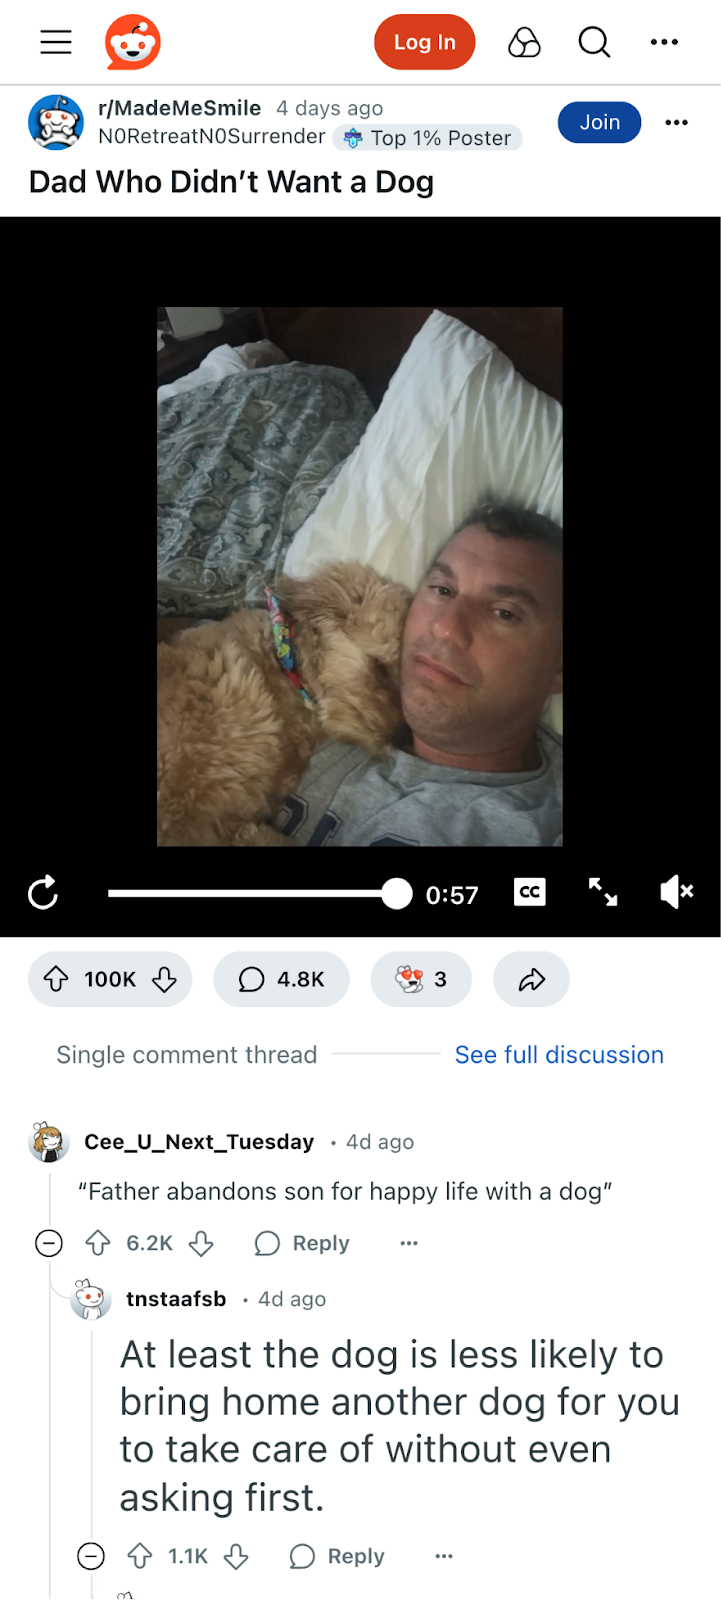 Log In
r/MadeMeSmile 4 days ago
N0RetreatN0Surrender Top 1% Poster
Join
Dad Who Didn’t Want a Dog
0:57
CC
100K
4.8K
3
Single comment thread
See full discussion
Cee_U_Next_Tuesday • 4d ago
“Father abandons son for happy life with a dog”
6.2K
Reply
tnstaafsb • 4d ago
At least the dog is less likely to
bring home another dog for you
to take care of without even
asking first.
1.1K
Reply